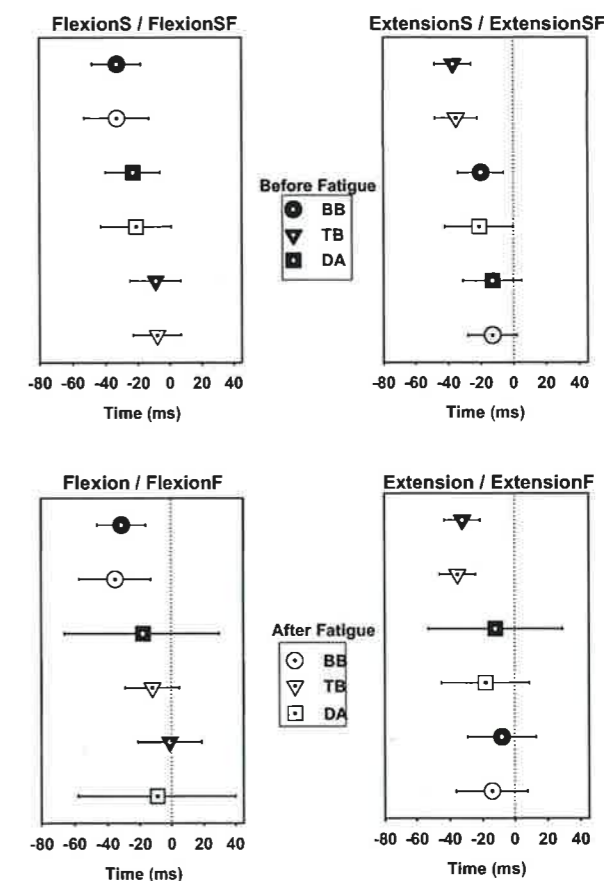 FlexionS / FlexionSF
-80 -60 -40 -20 0 20 40
Time (ms)
ExtensionS / ExtensionSF
-80 -60 -40 -20 0 20 40
Time (ms)
Before Fatigue
BB
TB
DA
Flexion / FlexionF
-80 -60 -40 -20 0 20 40
Time (ms)
Extension / ExtensionF
-80 -60 -40 -20 0 20 40
Time (ms)
After Fatigue
BB
TB
DA